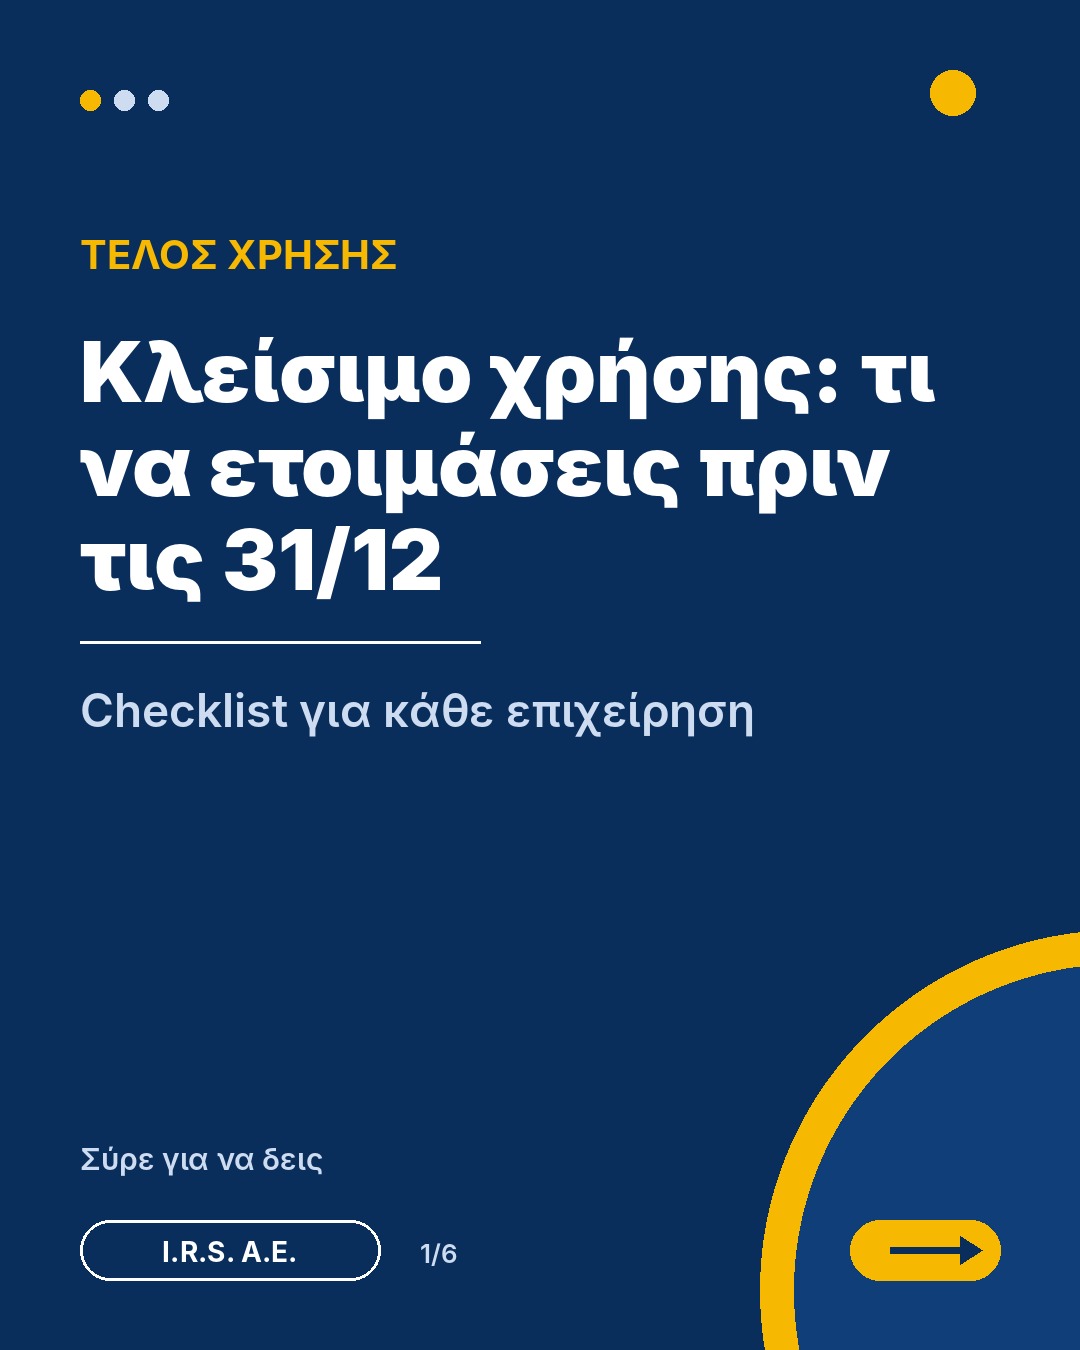 ΤΕΛΟΣ ΧΡΗΣΗΣ
Κλείσιμο χρήσης: τι
να ετοιμάσεις πριν
τις 31/12
Checklist για κάθε επιχείρηση
Σύρε για να δεις
I.R.S. A.E.
1/6